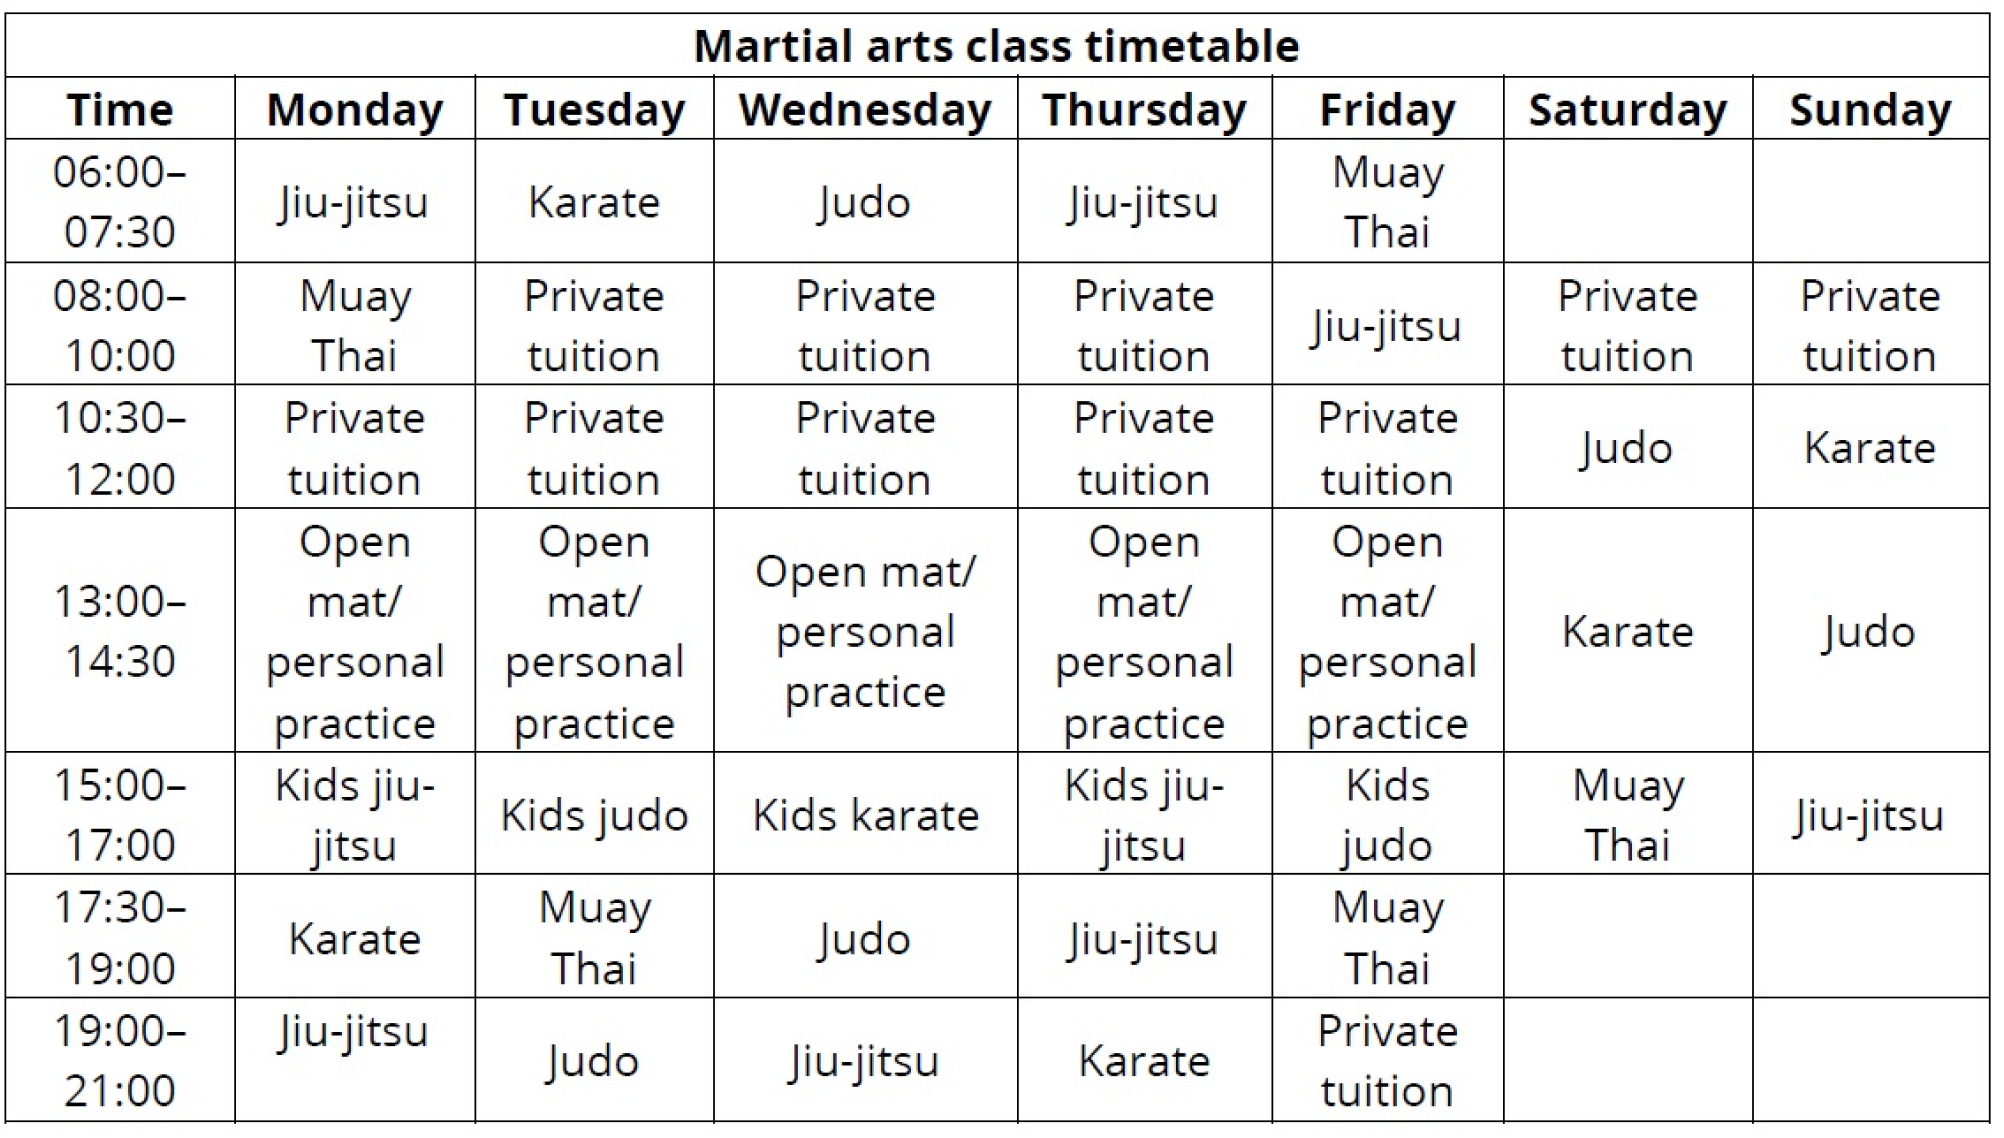 Martial arts class timetable
Time Monday Tuesday Wednesday Thursday Friday Saturday Sunday
06:00–
07:30
Jiu-jitsu
Karate
Judo
Jiu-jitsu
Muay
Thai
08:00–
10:00
Muay
Thai
Private
tuition
Private
tuition
Private
tuition
Jiu-jitsu
Private
tuition
Private
tuition
10:30–
12:00
Private
tuition
Private
tuition
Private
tuition
Private
tuition
Private
tuition
Judo
Karate
13:00–
14:30
Open
mat/
personal
practice
Open
mat/
personal
practice
Open mat/
personal
practice
Open
mat/
personal
practice
Open
mat/
personal
practice
Karate
Judo
15:00–
17:00
Kids jiu-
jitsu
Kids judo
Kids karate
Kids jiu-
jitsu
Kids
judo
Muay
Thai
Jiu-jitsu
17:30–
19:00
Karate
Muay
Thai
Judo
Jiu-jitsu
Muay
Thai
19:00–
21:00
Jiu-jitsu
Judo
Jiu-jitsu
Karate
Private
tuition